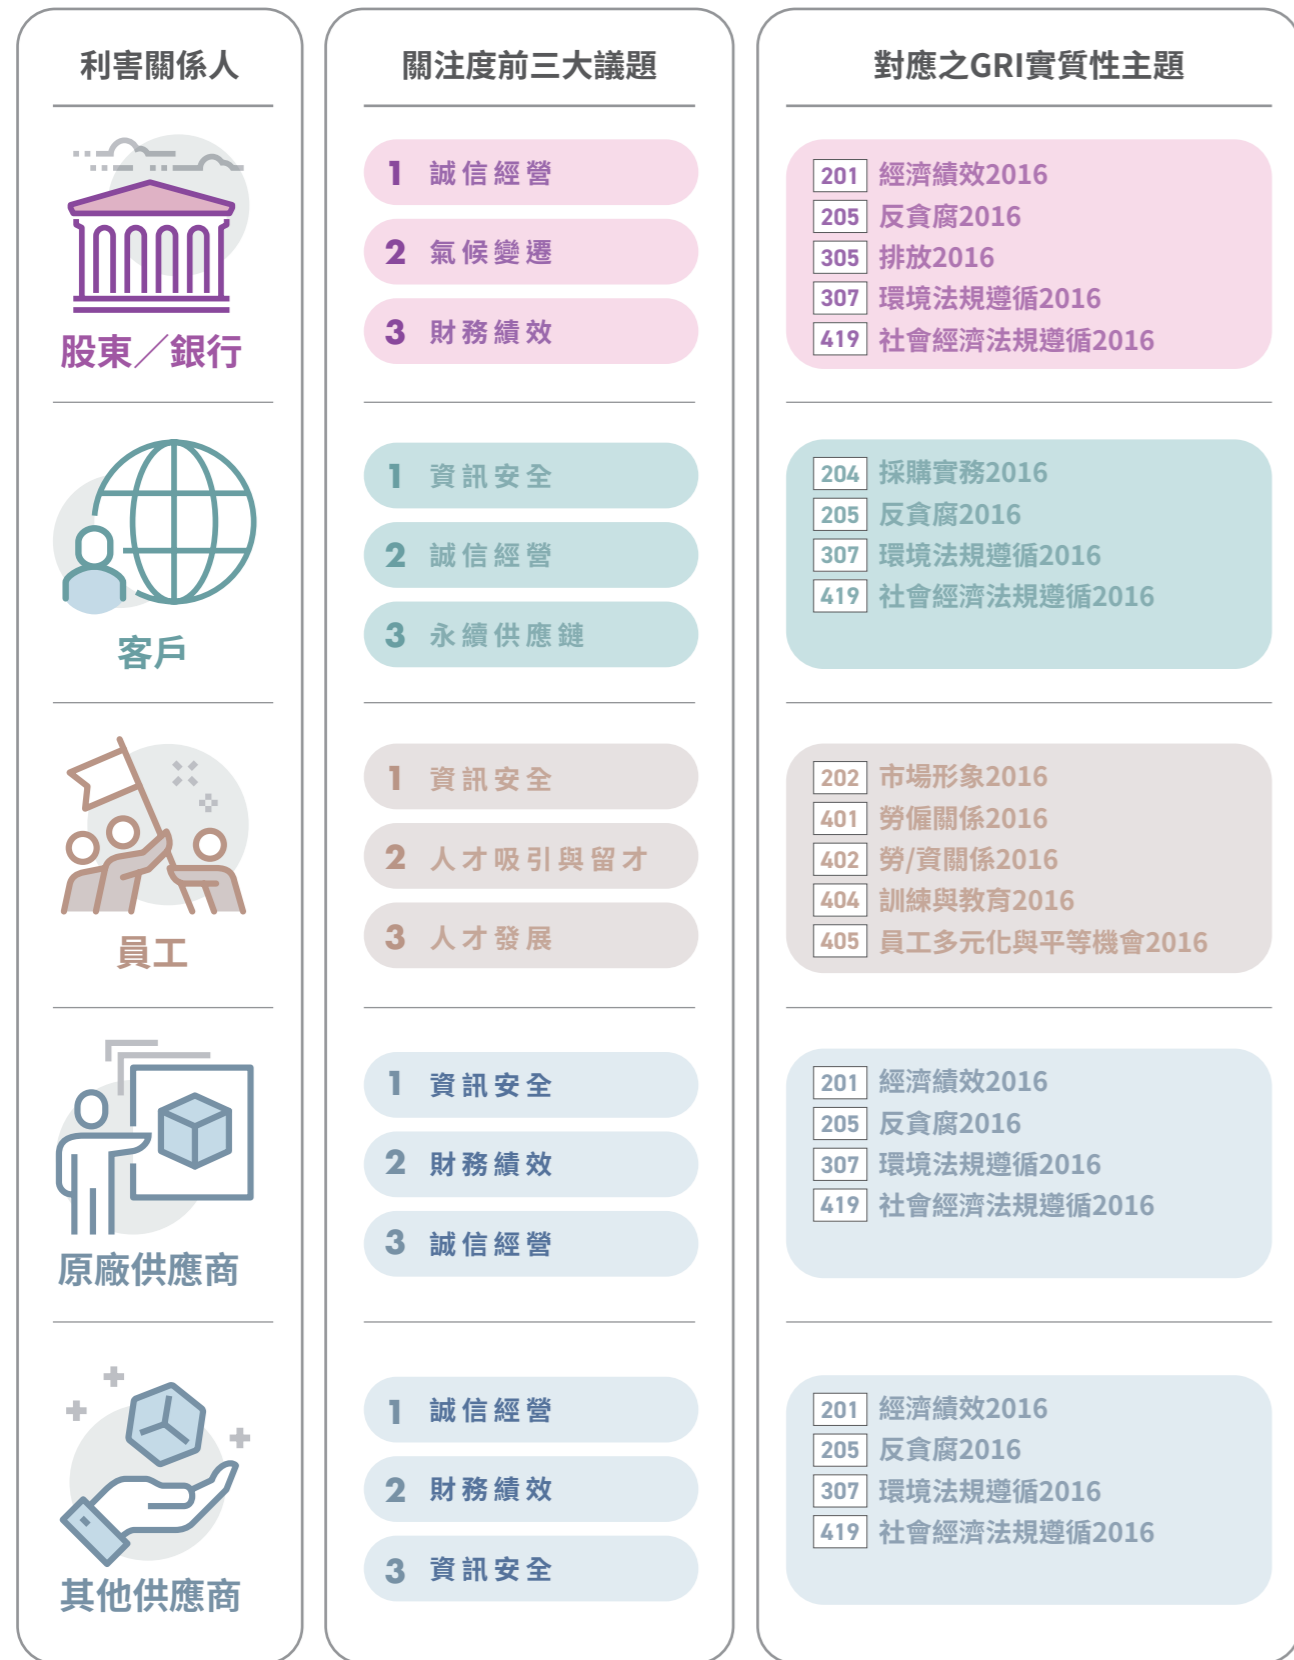 利害關係人
關注度前三大議題
對應之GRI實質性主題
股東／銀行
1 誠信經營
2 氣候變遷
3 財務績效
201 經濟績效2016
205 反貪腐2016
305 排放2016
307 環境法規遵循2016
419 社會經濟法規遵循2016
客戶
1 資訊安全
2 誠信經營
3 永續供應鏈
204 採購實務2016
205 反貪腐2016
307 環境法規遵循2016
419 社會經濟法規遵循2016
員工
1 資訊安全
2 人才吸引與留才
3 人才發展
202 市場形象2016
401 勞僱關係2016
402 勞/資關係2016
404 訓練與教育2016
405 員工多元化與平等機會2016
原廠供應商
1 資訊安全
2 財務績效
3 誠信經營
201 經濟績效2016
205 反貪腐2016
307 環境法規遵循2016
419 社會經濟法規遵循2016
其他供應商
1 誠信經營
2 財務績效
3 資訊安全
201 經濟績效2016
205 反貪腐2016
307 環境法規遵循2016
419 社會經濟法規遵循2016